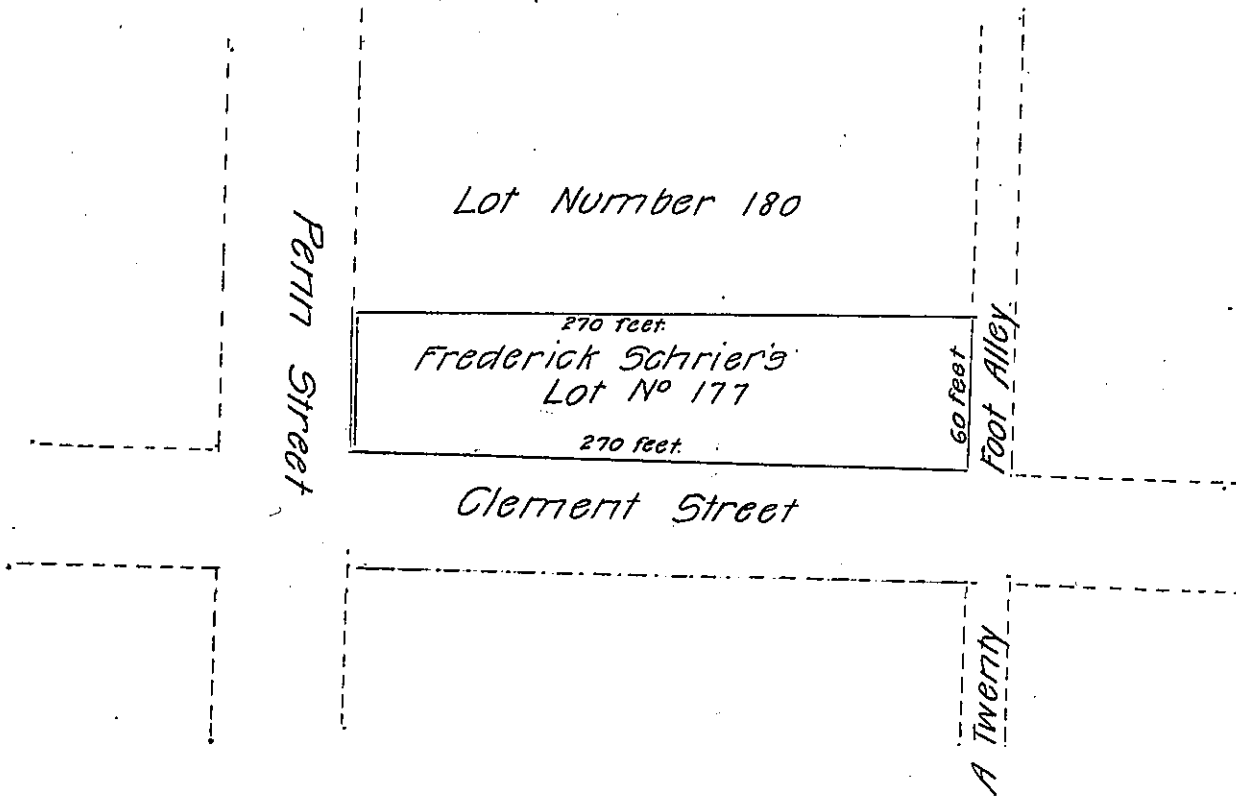 Lot Number 180
Penn Street
270 feet.
Frederick Schrier's
Lot Nº 177
60 feet
270 feet.
Clement Street
A Twenty Foot Alley